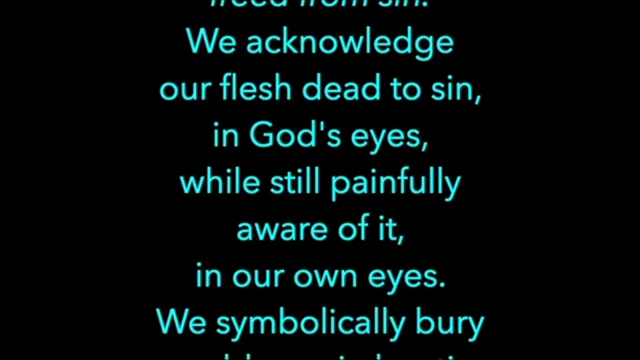 freed from sin.
We acknowledge
our flesh dead to sin,
in God's eyes,
while still painfully
aware of it,
in our own eyes.
We symbolically bury